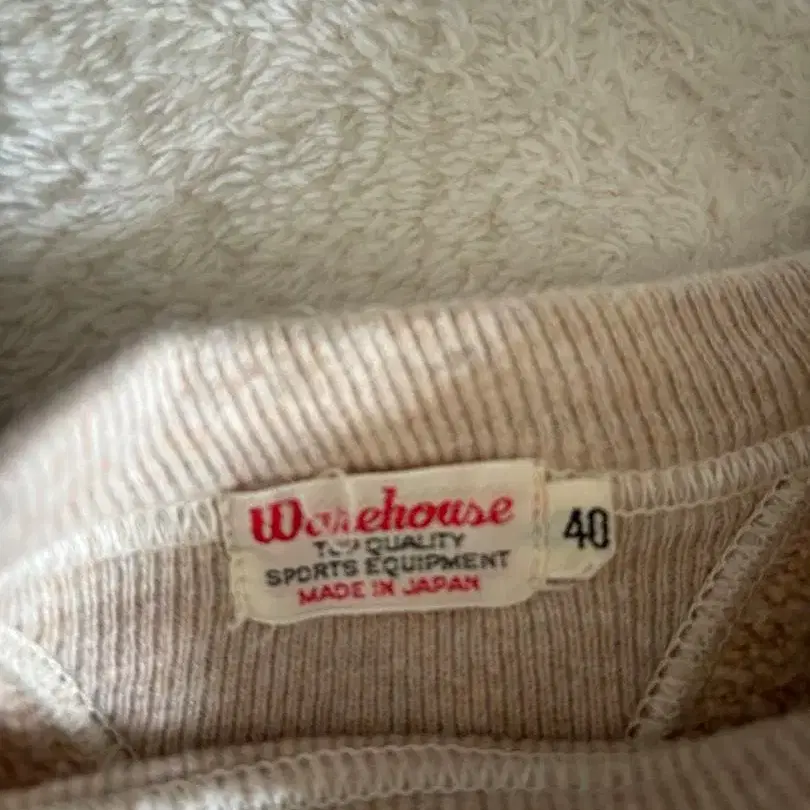 Warehouse
TOP QUALITY
SPORTS EQUIPMENT
MADE IN JAPAN
40